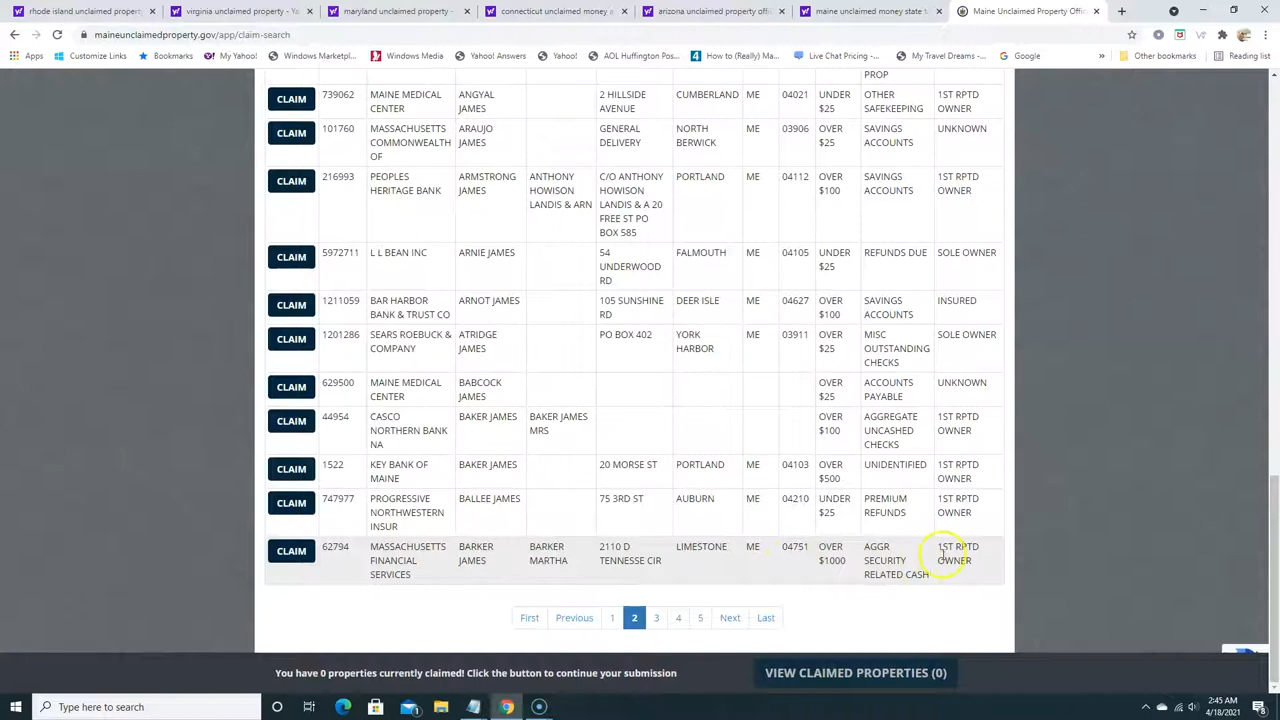 rhode island unclaimed property
virginia unclaimed property - Yo
maryland unclaimed property -
connecticut unclaimed money a
arizona unclaimed property off
maine unclaimed money state t
Maine Unclaimed Property Offic
maineunclaimedproperty.gov/app/claim-search
Apps Customize Links Bookmarks My Yahoo! Windows Marketpl... Windows Media Yahoo! Answers Yahoo! AOL Huffington Pos... How to (Really) Ma... Live Chat Pricing -... My Travel Dreams -... Google » Other bookmarks Reading list
PROP
CLAIM 739062 MAINE MEDICAL ANGYAL 2 HILLSIDE CUMBERLAND ME 04021 UNDER OTHER 1ST RPTD
CENTER JAMES AVENUE $25 SAFEKEEPING OWNER
CLAIM 101760 MASSACHUSETTS ARAUJO GENERAL NORTH ME 03906 OVER SAVINGS UNKNOWN
COMMONWEALTH JAMES DELIVERY BERWICK $25 ACCOUNTS
OF
CLAIM 216993 PEOPLES ARMSTRONG ANTHONY C/O ANTHONY PORTLAND ME 04112 OVER SAVINGS 1ST RPTD
HERITAGE BANK JAMES HOWISON HOWISON $100 ACCOUNTS OWNER
LANDIS & ARN LANDIS & A 20
FREE ST PO
BOX 585
CLAIM 5972711 L L BEAN INC ARNIE JAMES 54 FALMOUTH ME 04105 UNDER REFUNDS DUE SOLE OWNER
UNDERWOOD $25
RD
CLAIM 1211059 BAR HARBOR ARNOT JAMES 105 SUNSHINE DEER ISLE ME 04627 OVER SAVINGS INSURED
BANK & TRUST CO RD $100 ACCOUNTS
CLAIM 1201286 SEARS ROEBUCK & ATRIDGE PO BOX 402 YORK ME 03911 OVER MISC SOLE OWNER
COMPANY JAMES HARBOR $25 OUTSTANDING
CHECKS
CLAIM 629500 MAINE MEDICAL BABCOCK OVER ACCOUNTS UNKNOWN
CENTER JAMES $25 PAYABLE
CLAIM 44954 CASCO BAKER JAMES BAKER JAMES OVER AGGREGATE 1ST RPTD
NORTHERN BANK MRS $100 UNCASHED OWNER
NA CHECKS
CLAIM 1522 KEY BANK OF BAKER JAMES 20 MORSE ST PORTLAND ME 04103 OVER UNIDENTIFIED 1ST RPTD
MAINE $500 OWNER
CLAIM 747977 PROGRESSIVE BALLEE JAMES 75 3RD ST AUBURN ME 04210 UNDER PREMIUM 1ST RPTD
NORTHWESTERN $25 REFUNDS OWNER
INSUR
CLAIM 62794 MASSACHUSETTS BARKER BARKER 2110 D LIMESTONE ME 04751 OVER AGGR 1ST RPTD
FINANCIAL JAMES MARTHA TENNESSE CIR $1000 SECURITY OWNER
SERVICES RELATED CASH
First Previous 1 2 3 4 5 Next Last
You have 0 properties currently claimed! Click the button to continue your submission VIEW CLAIMED PROPERTIES (0)
Type here to search
2:45 AM
4/18/2021